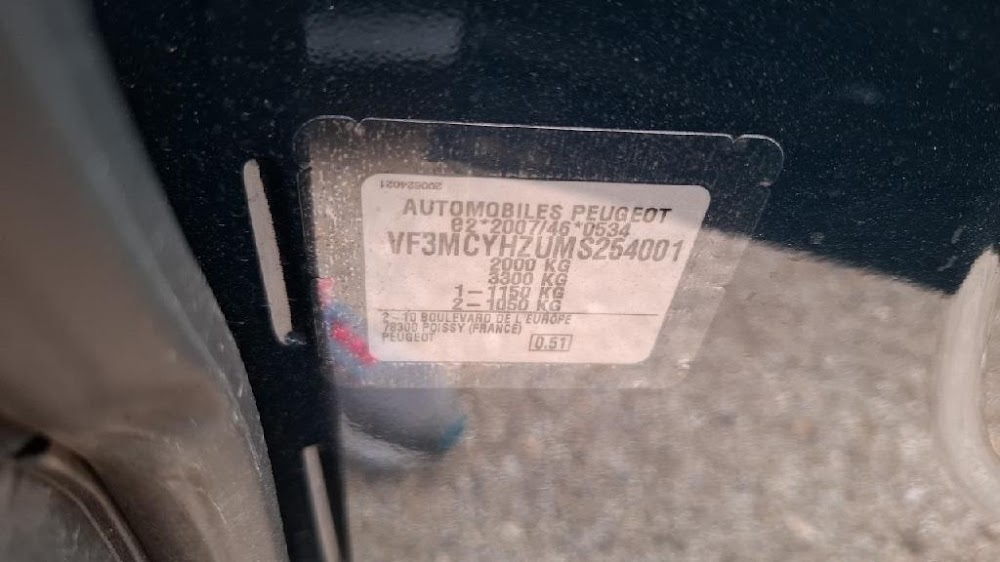 200624021
AUTOMOBILES PEUGEOT
e2*2007/46*0534
VF3MCYHZUMS254001
2000 KG
3300 KG
1– 1150 KG
2– 1050 KG
2 – 10 BOULEVARD DE L'EUROPE
78300 POISSY (FRANCE)
PEUGEOT
0.51